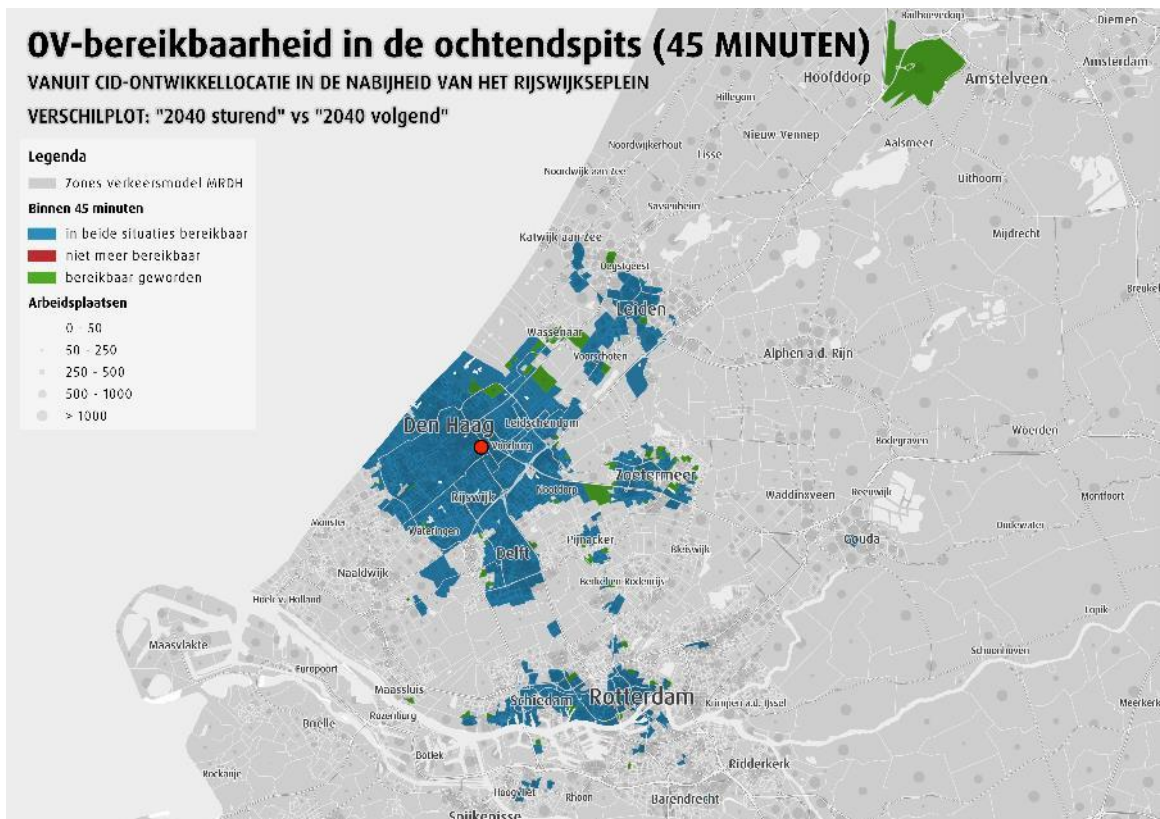 OV-bereikbaarheid in de ochtendspits (45 MINUTEN)
VANUIT CID-ONTWIKKELLOCATIE IN DE NABIJHEID VAN HET RIJSWIJKSEPLEIN
VERSCHILPLOT: "2040 sturend" vs "2040 volgend"
Legenda
Zones verkeersmodel MRDH
Binnen 45 minuten
in beide situaties bereikbaar
niet meer bereikbaar
bereikbaar geworden
Arbeidsplaatsen
0 - 50
50 - 250
250 - 500
500 - 1000
> 1000
Badhoevedorp
Diemen
Amsterdam
Hoofddorp
Amstelveen
Hillegom
Nieuw Vennep
Aalsmeer
Noordwijkerhout
Lisse
Uithoorn
Noordwijk aan Zee
Sassenheim
Mijdrecht
Katwijk aan Zee
Oegstgeest
Breukel
Leiden
Wassenaar
Voorschoten
Alphen a.d. Rijn
Den Haag
Leidschendam
Voorburg
Woerden
Bodegraven
Zoetermeer
Rijswijk
Nootdorp
Waddinxveen
Reeuwijk
Montfoort
Monster
Wateringen
Oudewater
Delft
Pijnacker
Bleiswijk
Gouda
Naaldwijk
Berkel en Rodenrijs
Hoek v. Holland
Lopik
Maasvlakte
Schoonhoven
Europoort
Maassluis
Schiedam
Rotterdam
Krimpen a.d. IJssel
Meerkerk
Rozenburg
Brielle
Botlek
Ridderkerk
Rockanje
Hoogvliet
Rhoon
Barendrecht
Spijkenisse